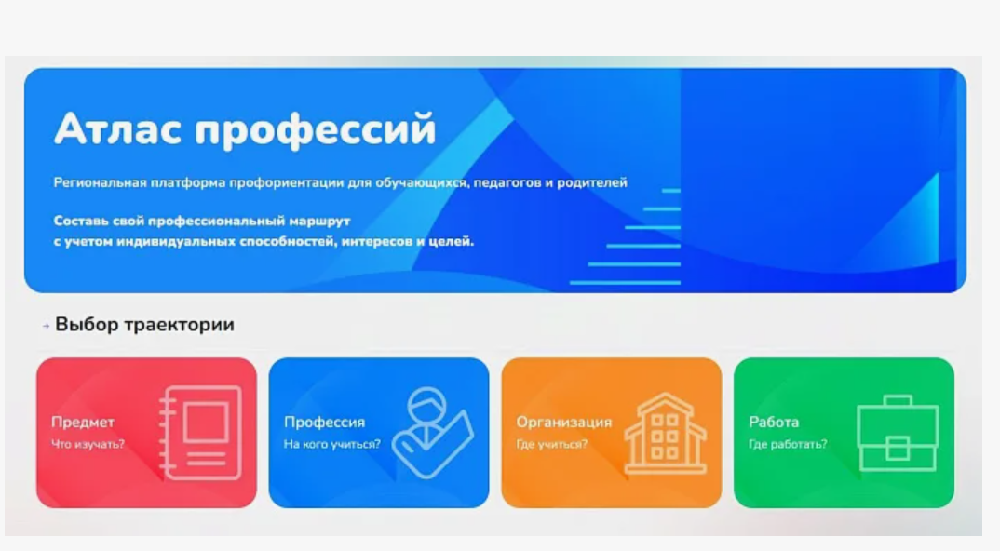 Атлас профессий
Региональная платформа профориентации для обучающихся, педагогов и родителей
Составь свой профессиональный маршрут
с учетом индивидуальных способностей, интересов и целей.
Выбор траектории
Предмет
Что изучать?
Профессия
На кого учиться?
Организация
Где учиться?
Работа
Где работать?